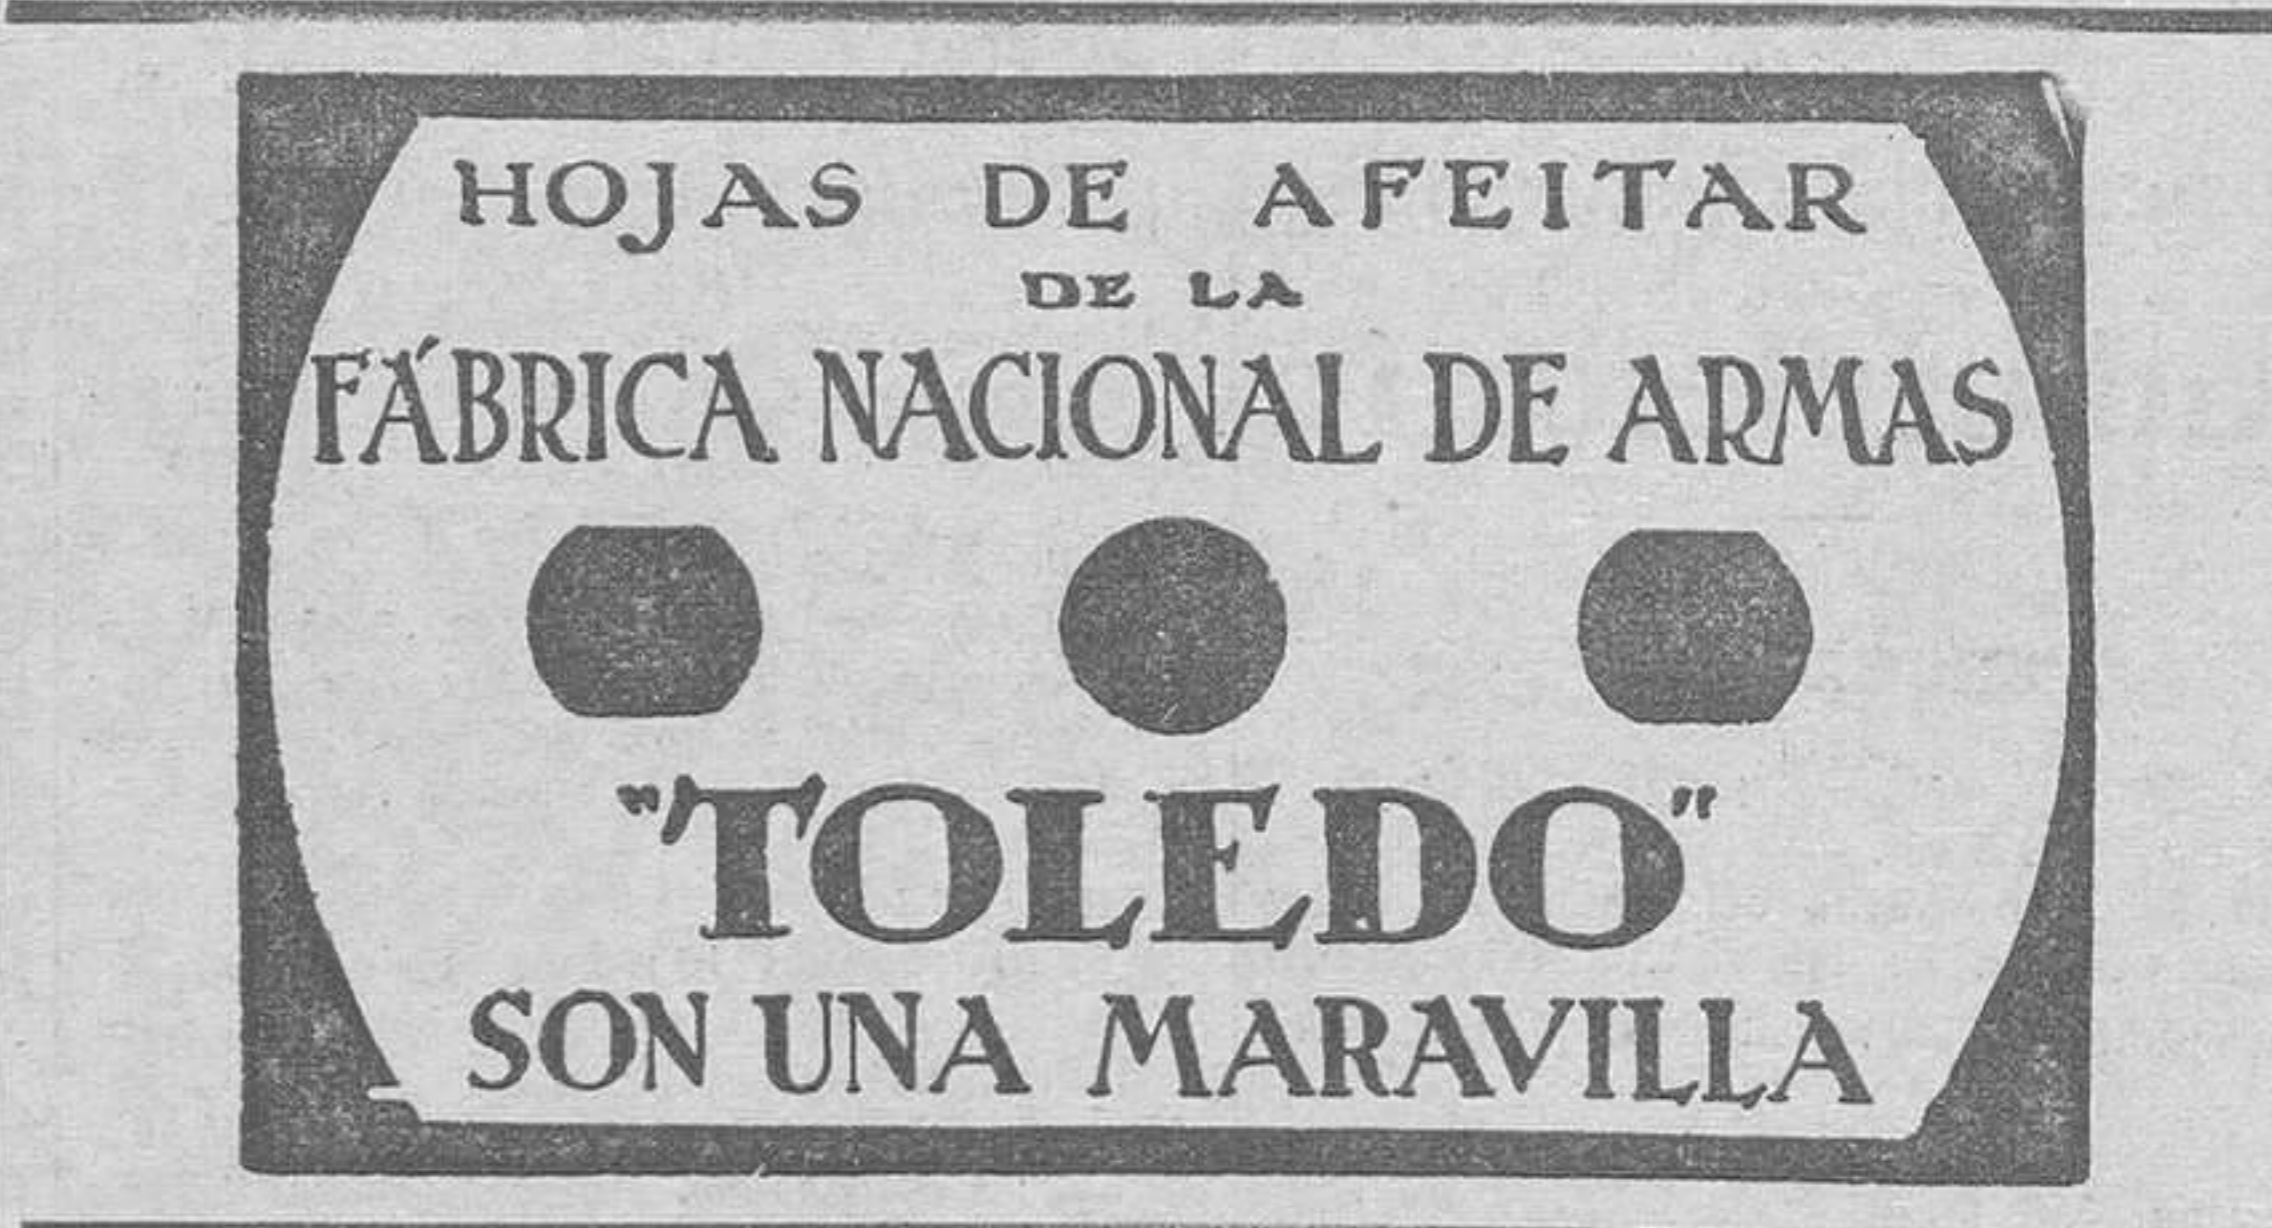 HOJAS DE AFEITAR
DE LA
FÁBRICA NACIONAL DE ARMAS
"TOLEDO"
SON UNA MARAVILLA